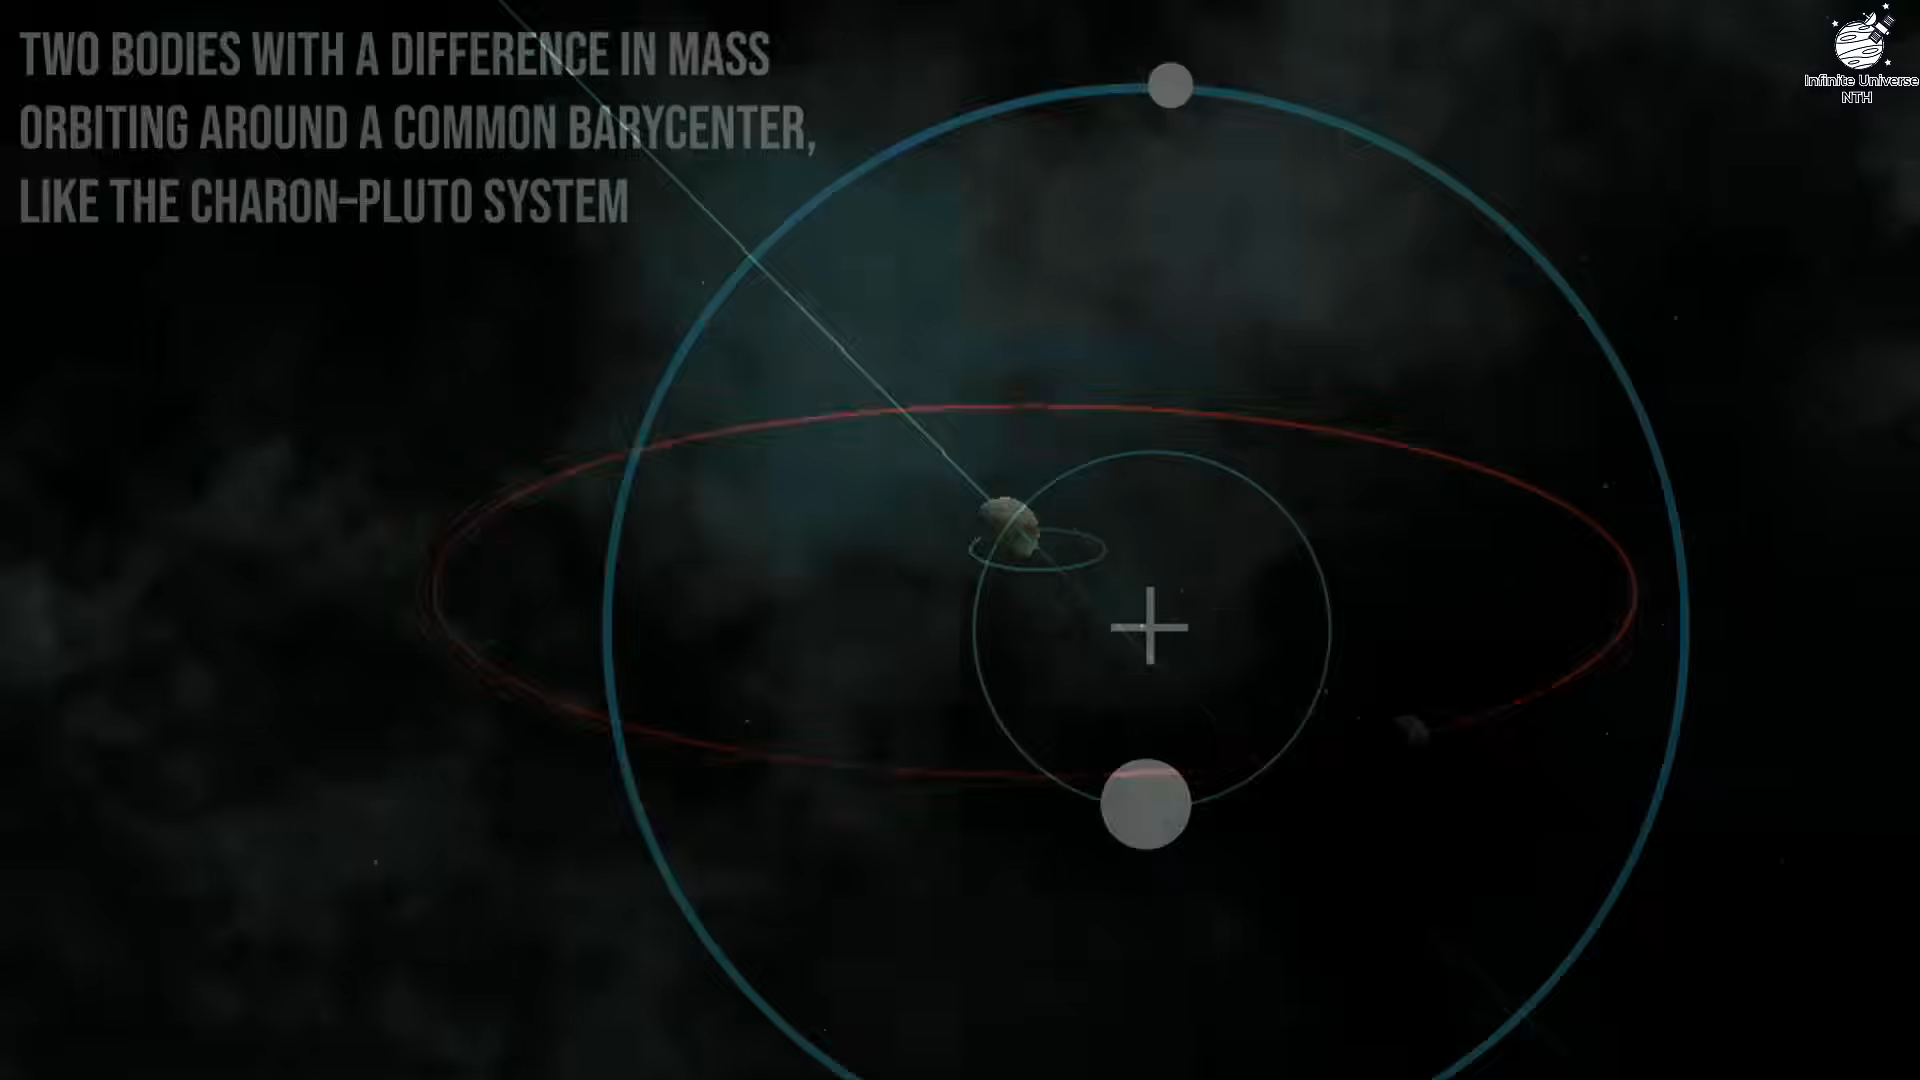 TWO BODIES WITH A DIFFERENCE IN MASS
ORBITING AROUND A COMMON BARYCENTER,
LIKE THE CHARON–PLUTO SYSTEM
Infinite Universe
NTH